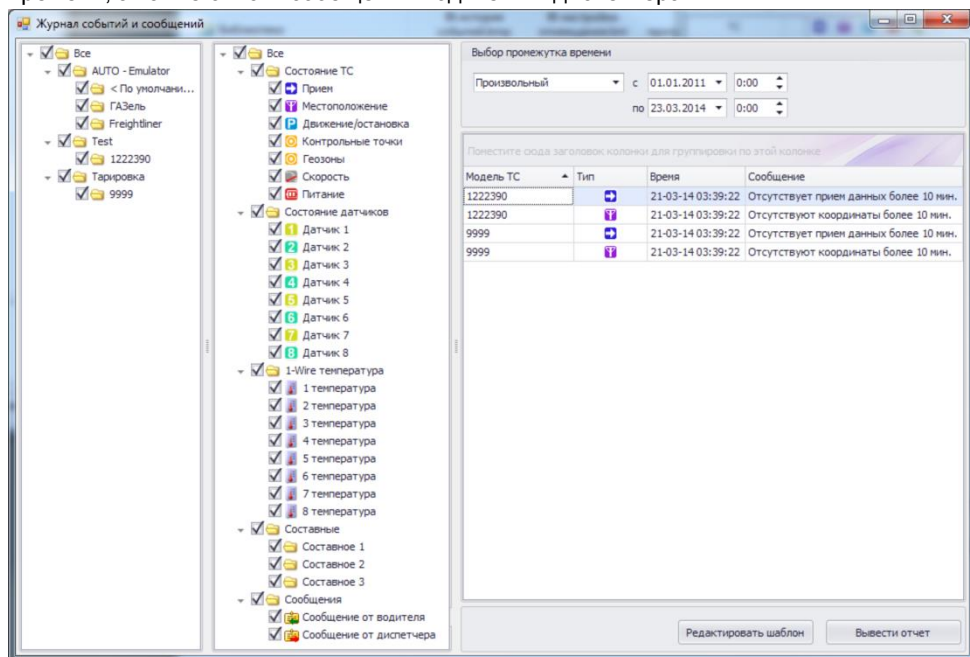 Журнал событий и сообщений
Все
AUTO - Emulator
< По умолчани...
ГАЗель
Freightliner
Test
1222390
Тарировка
9999
Все
Состояние ТС
Прием
Местоположение
Движение/остановка
Контрольные точки
Геозоны
Скорость
Питание
Состояние датчиков
1 Датчик 1
2 Датчик 2
3 Датчик 3
4 Датчик 4
5 Датчик 5
6 Датчик 6
7 Датчик 7
8 Датчик 8
1-Wire температура
1 температура
2 температура
3 температура
4 температура
5 температура
6 температура
7 температура
8 температура
Составные
Составное 1
Составное 2
Составное 3
Сообщения
Сообщение от водителя
Сообщение от диспетчера
Выбор промежутка времени
Произвольный с 01.01.2011 0:00
по 23.03.2014 0:00
Поместите сюда заголовок колонки для группировки по этой колонке
Модель ТС Тип Время Сообщение
1222390 21-03-14 03:39:22 Отсутствует прием данных более 10 мин.
1222390 21-03-14 03:39:22 Отсутствуют координаты более 10 мин.
9999 21-03-14 03:39:22 Отсутствует прием данных более 10 мин.
9999 21-03-14 03:39:22 Отсутствуют координаты более 10 мин.
Редактировать шаблон Вывести отчет